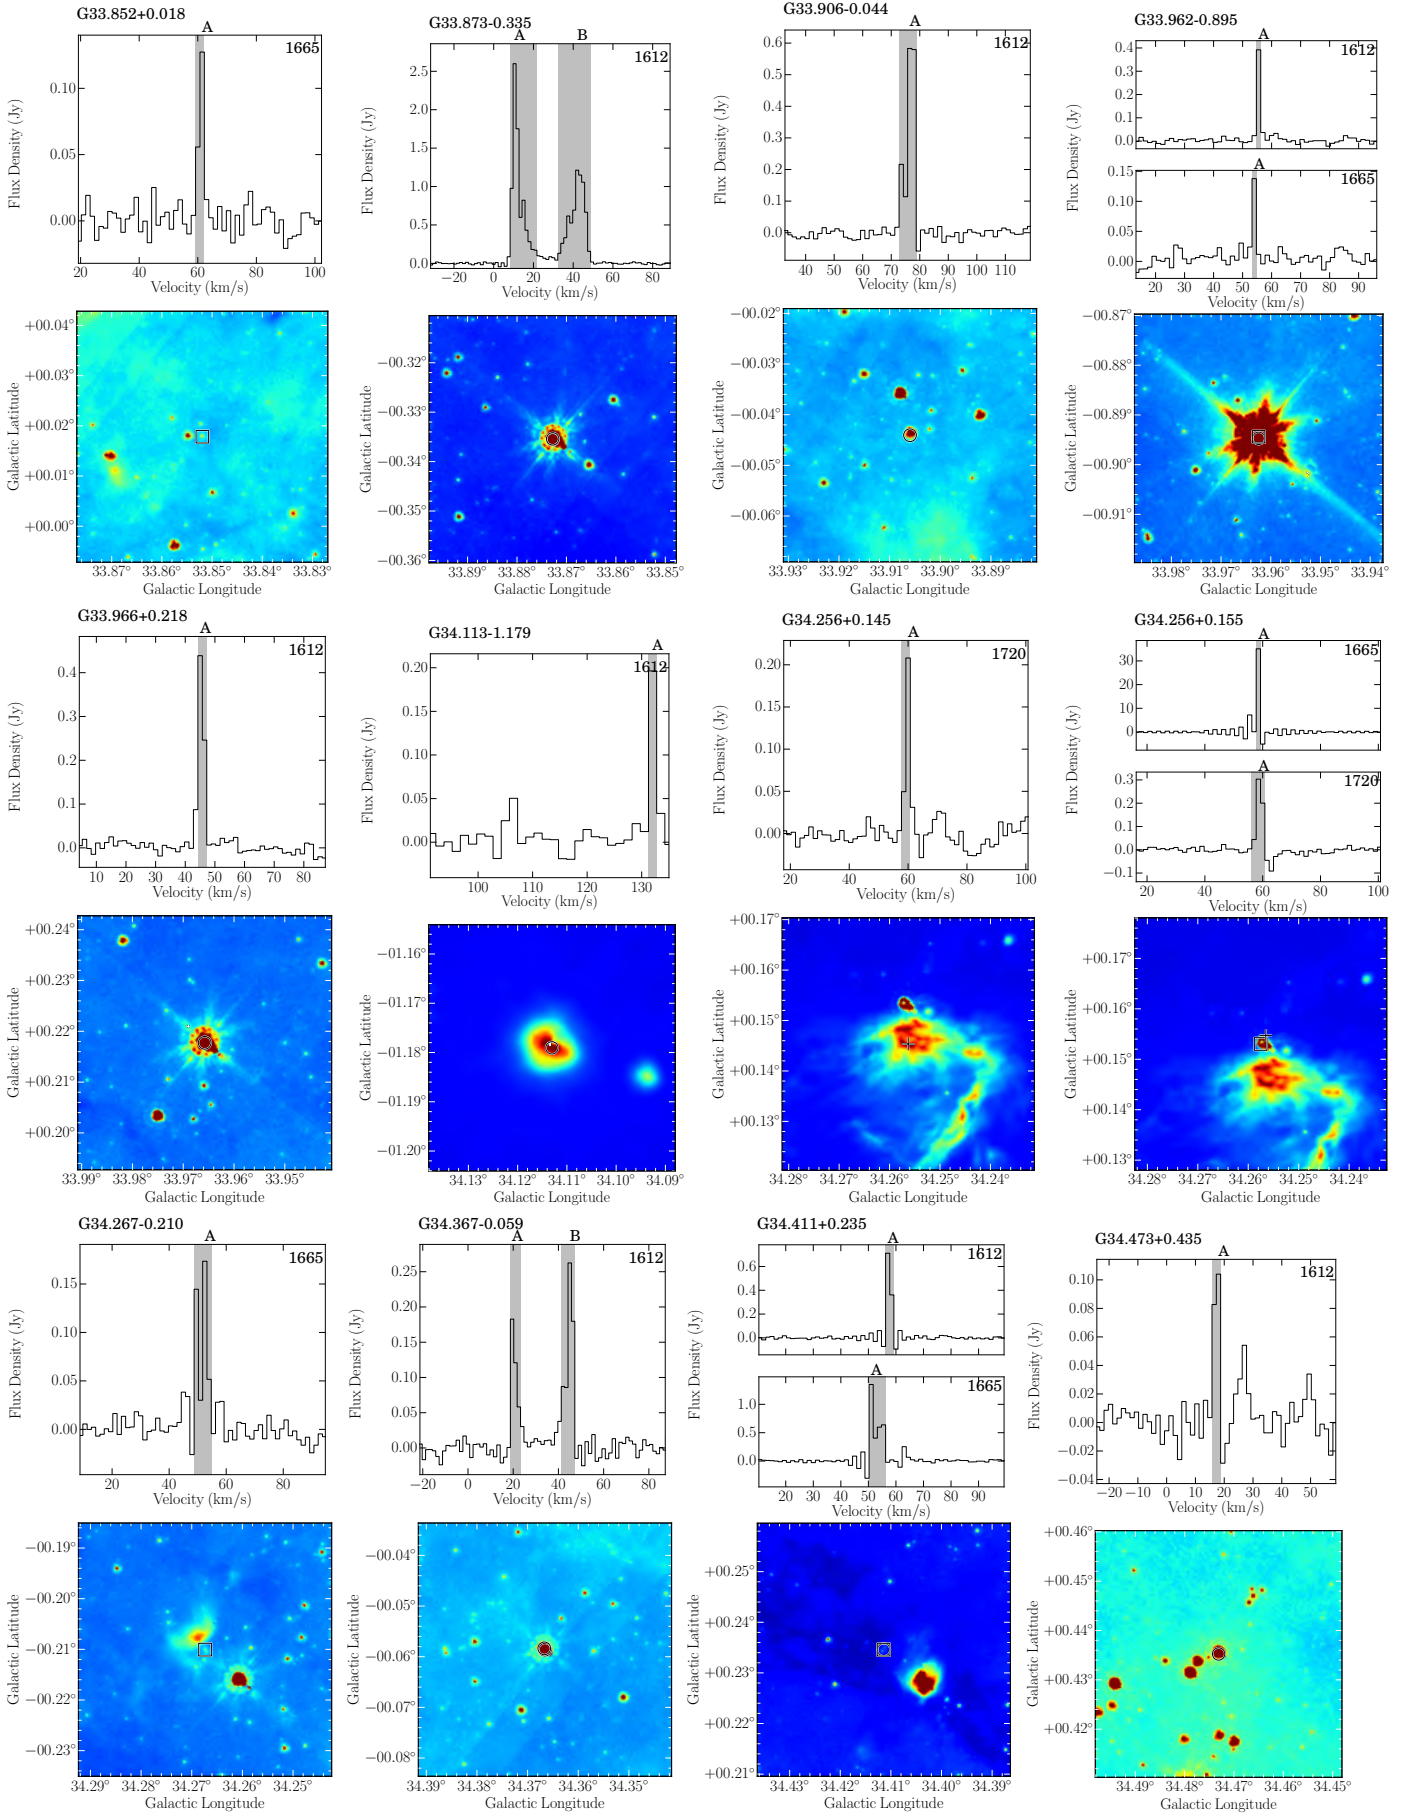 G33.852+0.018
A
1665
0.10
0.05
0.00
Flux Density (Jy)
20 40 60 80 100
Velocity (km/s)
+00.04°
+00.03°
+00.02°
+00.01°
+00.00°
Galactic Latitude
33.87° 33.86° 33.85° 33.84° 33.83°
Galactic Longitude
G33.873-0.335
A B
1612
2.5
2.0
1.5
1.0
0.5
0.0
Flux Density (Jy)
−20 0 20 40 60 80
Velocity (km/s)
−00.32°
−00.33°
−00.34°
−00.35°
−00.36°
Galactic Latitude
33.89° 33.88° 33.87° 33.86° 33.85°
Galactic Longitude
G33.906-0.044
A
1612
0.6
0.5
0.4
0.3
0.2
0.1
0.0
Flux Density (Jy)
40 50 60 70 80 90 100 110
Velocity (km/s)
−00.02°
−00.03°
−00.04°
−00.05°
−00.06°
Galactic Latitude
33.93° 33.92° 33.91° 33.90° 33.89°
Galactic Longitude
G33.962-0.895
A
1612
0.4
0.3
0.2
0.1
0.0
A
1665
0.15
0.10
0.05
0.00
Flux Density (Jy)
20 30 40 50 60 70 80 90
Velocity (km/s)
−00.87°
−00.88°
−00.89°
−00.90°
−00.91°
Galactic Latitude
33.98° 33.97° 33.96° 33.95° 33.94°
Galactic Longitude
G33.966+0.218
A
1612
0.4
0.3
0.2
0.1
0.0
Flux Density (Jy)
10 20 30 40 50 60 70 80
Velocity (km/s)
+00.24°
+00.23°
+00.22°
+00.21°
+00.20°
Galactic Latitude
33.99° 33.98° 33.97° 33.96° 33.95°
Galactic Longitude
G34.113-1.179
A
1612
0.20
0.15
0.10
0.05
0.00
Flux Density (Jy)
100 110 120 130
Velocity (km/s)
−01.16°
−01.17°
−01.18°
−01.19°
−01.20°
Galactic Latitude
34.13° 34.12° 34.11° 34.10° 34.09°
Galactic Longitude
G34.256+0.145
A
1720
0.20
0.15
0.10
0.05
0.00
Flux Density (Jy)
20 40 60 80 100
Velocity (km/s)
+00.17°
+00.16°
+00.15°
+00.14°
+00.13°
Galactic Latitude
34.28° 34.27° 34.26° 34.25° 34.24°
Galactic Longitude
G34.256+0.155
A
1665
30
20
10
0
A
1720
0.3
0.2
0.1
0.0
−0.1
Flux Density (Jy)
20 40 60 80 100
Velocity (km/s)
+00.17°
+00.16°
+00.15°
+00.14°
+00.13°
Galactic Latitude
34.28° 34.27° 34.26° 34.25° 34.24°
Galactic Longitude
G34.267-0.210
A
1665
0.15
0.10
0.05
0.00
Flux Density (Jy)
20 40 60 80
Velocity (km/s)
−00.19°
−00.20°
−00.21°
−00.22°
−00.23°
Galactic Latitude
34.29° 34.28° 34.27° 34.26° 34.25°
Galactic Longitude
G34.367-0.059
A B
1612
0.25
0.20
0.15
0.10
0.05
0.00
Flux Density (Jy)
−20 0 20 40 60 80
Velocity (km/s)
−00.04°
−00.05°
−00.06°
−00.07°
−00.08°
Galactic Latitude
34.39° 34.38° 34.37° 34.36° 34.35°
Galactic Longitude
G34.411+0.235
A
1612
0.6
0.4
0.2
0.0
A
1665
1.0
0.5
0.0
Flux Density (Jy)
20 30 40 50 60 70 80 90
Velocity (km/s)
+00.25°
+00.24°
+00.23°
+00.22°
+00.21°
Galactic Latitude
34.43° 34.42° 34.41° 34.40° 34.39°
Galactic Longitude
G34.473+0.435
A
1612
0.10
0.08
0.06
0.04
0.02
0.00
−0.02
−0.04
Flux Density (Jy)
−20 −10 0 10 20 30 40 50
Velocity (km/s)
+00.46°
+00.45°
+00.44°
+00.43°
+00.42°
Galactic Latitude
34.49° 34.48° 34.47° 34.46° 34.45°
Galactic Longitude